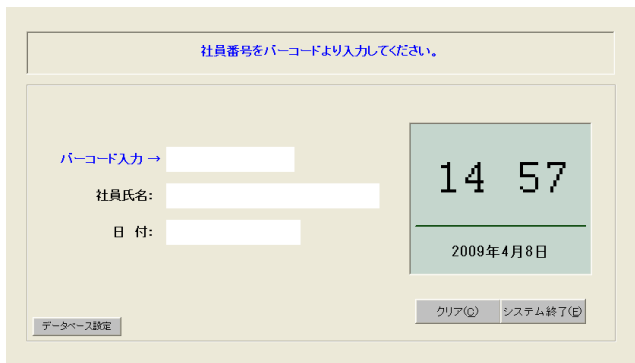 社員番号をバーコードより入力してください。
バーコード入力 →
社員氏名:
日 付:
14 57
2009年4月8日
クリア(C) システム終了(E)
データベース設定